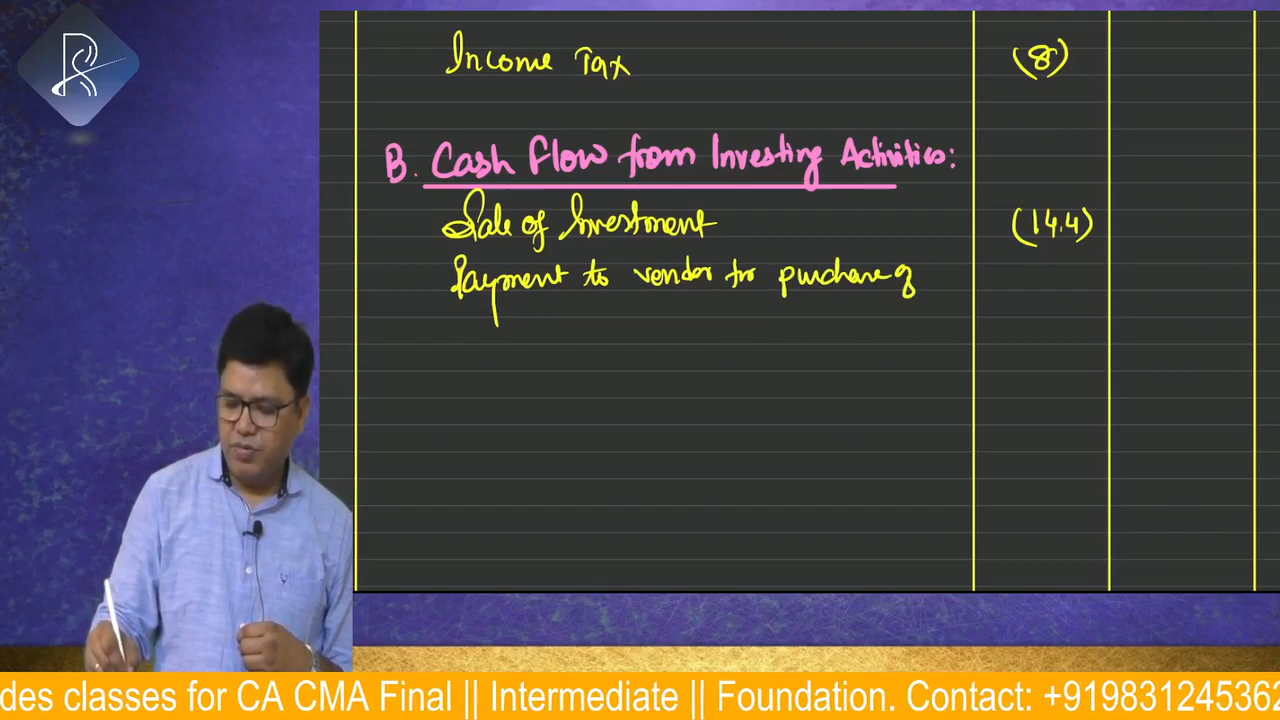 Income Tax (8)
B. Cash Flow from Investing Activities:
Sale of Investment (14.4)
Payment to vendor for purchase of
des classes for CA CMA Final || Intermediate || Foundation. Contact: +919831245362